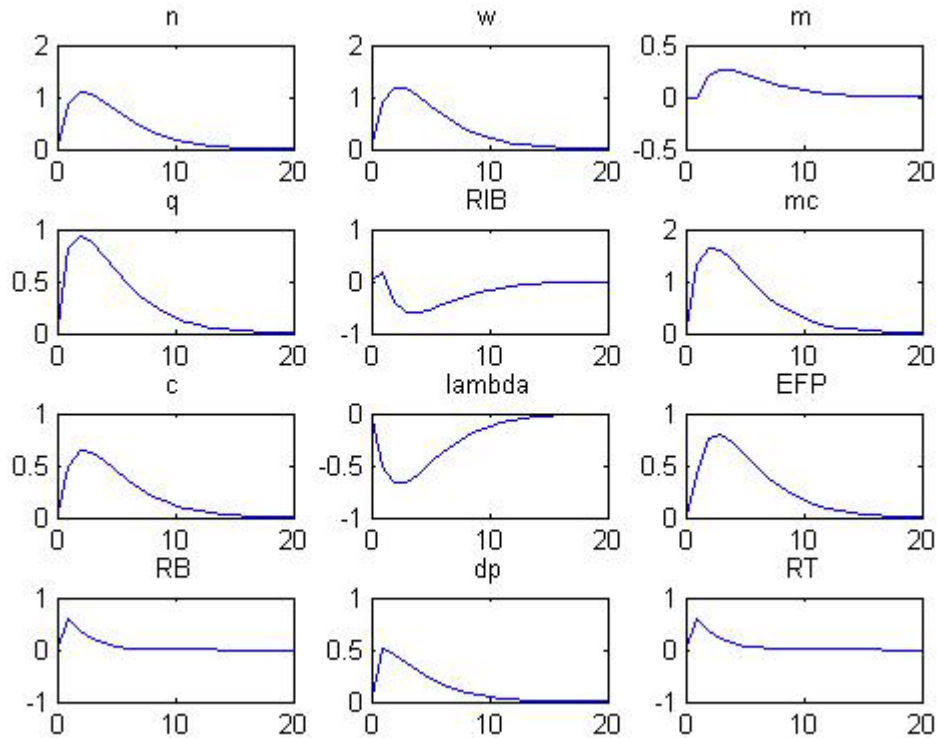 n w m
2 2 0.5
1 1 0
0 0 -0.5
0 10 20 0 10 20 0 10 20
q RIB mc
1 1 2
0.5 0 1
0 -1 0
0 10 20 0 10 20 0 10 20
c lambda EFP
1 0 1
0.5 -0.5 0.5
0 -1 0
0 10 20 0 10 20 0 10 20
RB dp RT
1 1 1
0 0.5 0
-1 0 -1
0 10 20 0 10 20 0 10 20